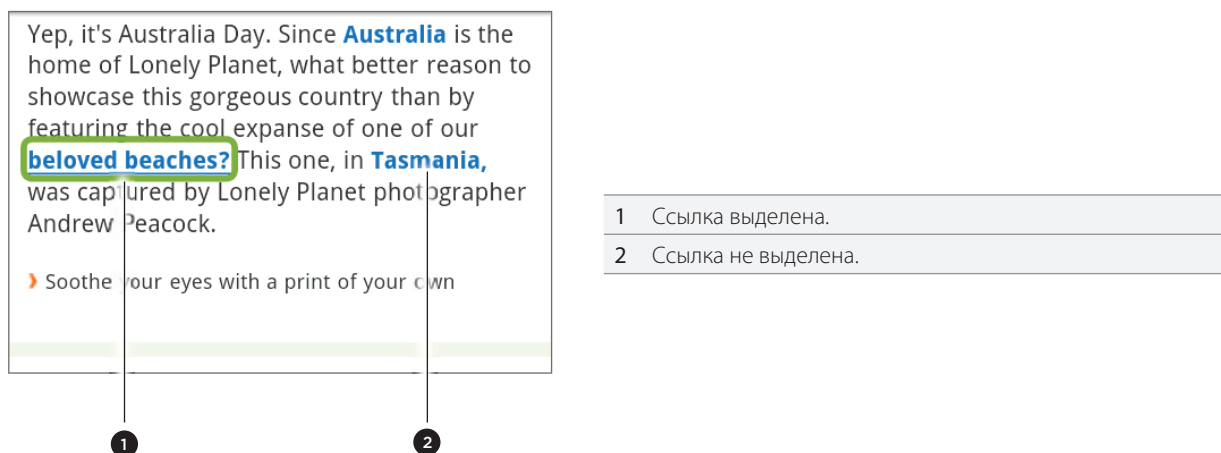 Yep, it's Australia Day. Since Australia is the
home of Lonely Planet, what better reason to
showcase this gorgeous country than by
featuring the cool expanse of one of our
beloved beaches? This one, in Tasmania,
was captured by Lonely Planet photographer
Andrew Peacock.
Soothe your eyes with a print of your own
1 Ссылка выделена.
2 Ссылка не выделена.
1
2